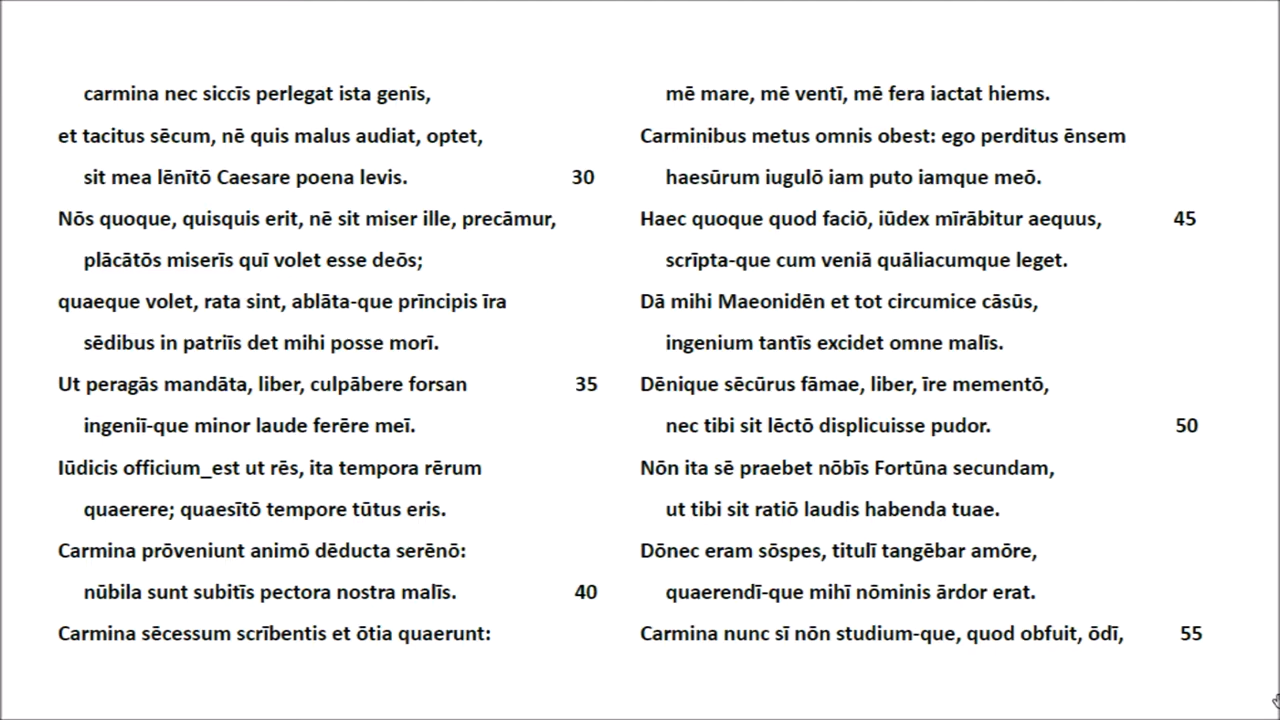 carmina nec siccīs perlegat ista genīs,
et tacitus sēcum, nē quis malus audiat, optet,
sit mea lēnītō Caesare poena levis. 30
Nōs quoque, quisquis erit, nē sit miser ille, precāmur,
plācātōs miserīs quī volet esse deōs;
quaeque volet, rata sint, ablāta-que prīncipis īra
sēdibus in patriīs det mihi posse morī.
Ut peragās mandāta, liber, culpābere forsan 35
ingeniī-que minor laude ferēre meī.
Iūdicis officium_est ut rēs, ita tempora rērum
quaerere; quaesītō tempore tūtus eris.
Carmina prōveniunt animō dēducta serēnō:
nūbila sunt subitīs pectora nostra malīs. 40
Carmina sēcessum scrībentis et ōtia quaerunt:
mē mare, mē ventī, mē fera iactat hiems.
Carminibus metus omnis obest: ego perditus ēnsem
haesūrum iugulō iam puto iamque meō.
Haec quoque quod faciō, iūdex mīrābitur aequus, 45
scrīpta-que cum veniā quāliacumque leget.
Dā mihi Maeonidēn et tot circumice cāsūs,
ingenium tantīs excidet omne malīs.
Dēnique sēcūrus fāmae, liber, īre mementō,
nec tibi sit lēctō displicuisse pudor. 50
Nōn ita sē praebet nōbīs Fortūna secundam,
ut tibi sit ratiō laudis habenda tuae.
Dōnec eram sōspes, titulī tangēbar amōre,
quaerendī-que mihī nōminis ārdor erat.
Carmina nunc sī nōn studium-que, quod obfuit, ōdī, 55